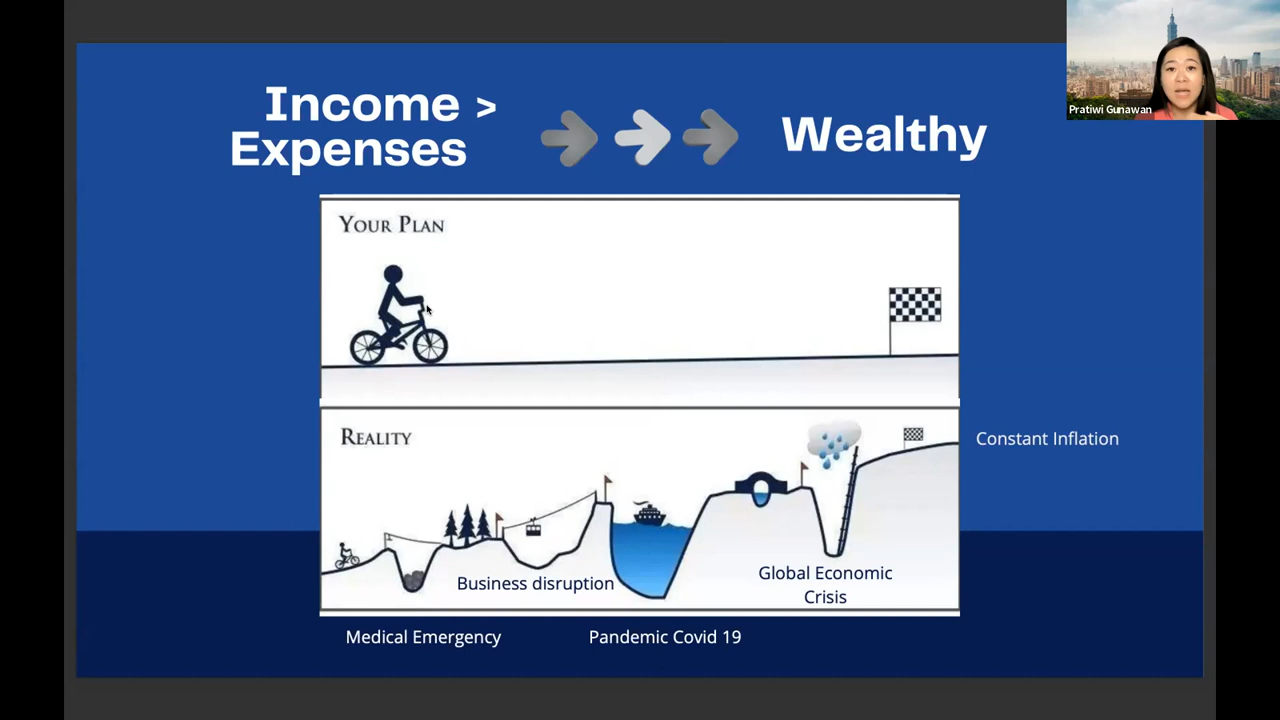 Income >
Expenses
Wealthy
Pratiwi Gunawan
YOUR PLAN
REALITY
Constant Inflation
Business disruption
Global Economic
Crisis
Medical Emergency
Pandemic Covid 19